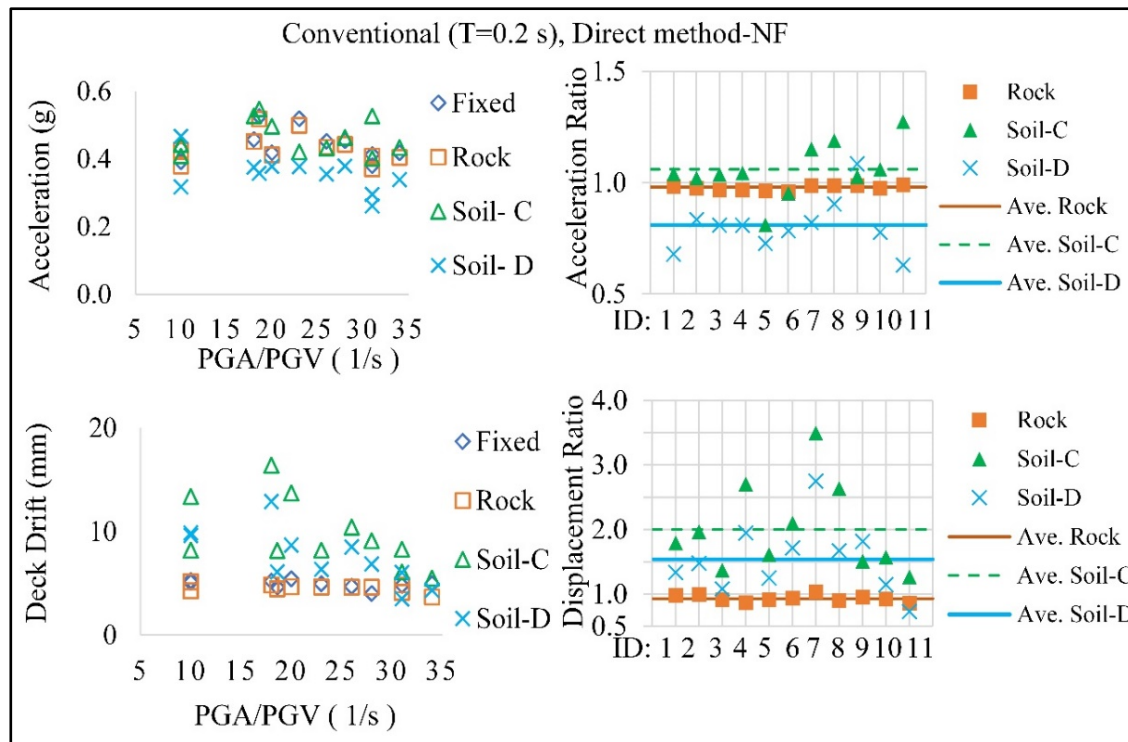 Conventional (T=0.2 s), Direct method-NF
Acceleration (g)
0.6
0.4
0.2
0.0
5 10 15 20 25 30 35
PGA/PGV ( 1/s )
Fixed
Rock
Soil- C
Soil- D
Acceleration Ratio
1.5
1.0
0.5
ID: 1 2 3 4 5 6 7 8 9 10 11
Rock
Soil-C
Soil-D
Ave. Rock
Ave. Soil-C
Ave. Soil-D
Deck Drift (mm)
20
10
0
5 10 15 20 25 30 35
PGA/PGV ( 1/s )
Fixed
Rock
Soil-C
Soil-D
Displacement Ratio
4.0
3.0
2.0
1.0
0.5
ID: 1 2 3 4 5 6 7 8 9 10 11
Rock
Soil-C
Soil-D
Ave. Rock
Ave. Soil-C
Ave. Soil-D